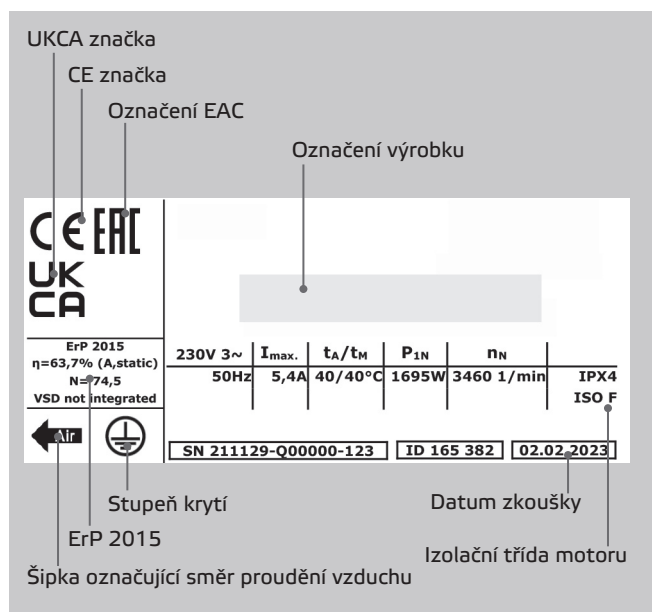 UKCA značka
CE značka
Označení EAC
Označení výrobku
CE EAC
UK
CA
ErP 2015
η=63,7% (A,static)
N= 74,5
VSD not integrated
230V 3~ Imax. tA/tM P1N nN
50Hz 5,4A 40/40°C 1695W 3460 1/min IPX4
ISO F
Air
SN 211129-Q00000-123 ID 165 382 02.02.2023
Stupeň krytí
Datum zkoušky
ErP 2015
Izolační třída motoru
Šipka označující směr proudění vzduchu